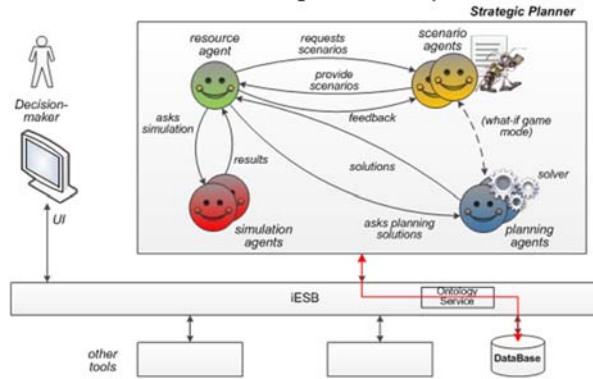 Strategic Planner
resource
agent
requests
scenarios
scenario
agents
provide
scenarios
Decision-
maker
feedback
asks
simulation
(what-if game
mode)
results
solutions
solver
UI
simulation
agents
asks planning
solutions
planning
agents
iESB
Ontology
Service
other
tools
DataBase